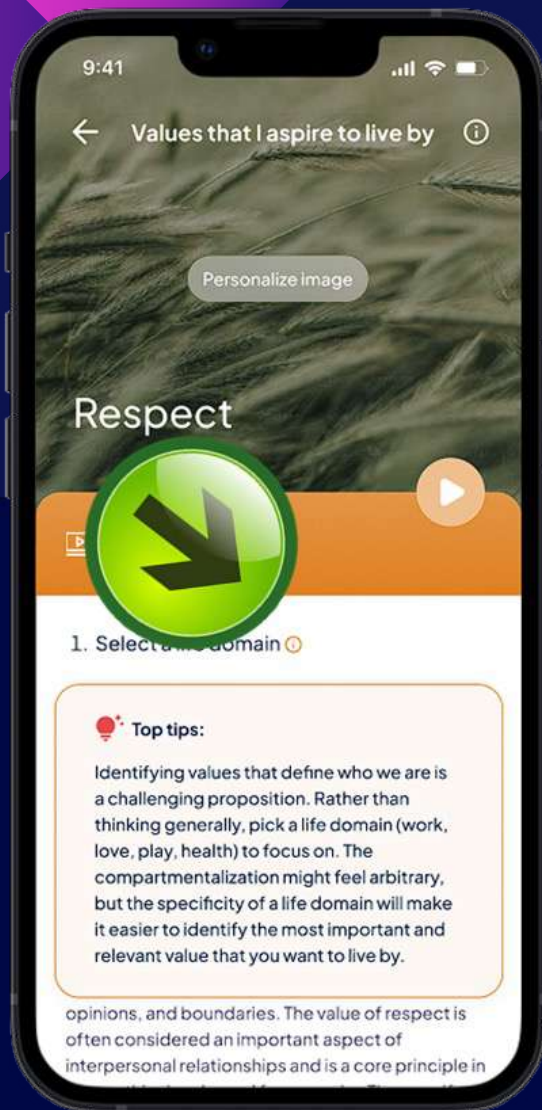 9:41
Values that I aspire to live by
Personalize image
Respect
1. Select a life domain
Top tips:
Identifying values that define who we are is
a challenging proposition. Rather than
thinking generally, pick a life domain (work,
love, play, health) to focus on. The
compartmentalization might feel arbitrary,
but the specificity of a life domain will make
it easier to identify the most important and
relevant value that you want to live by.
opinions, and boundaries. The value of respect is
often considered an important aspect of
interpersonal relationships and is a core principle in